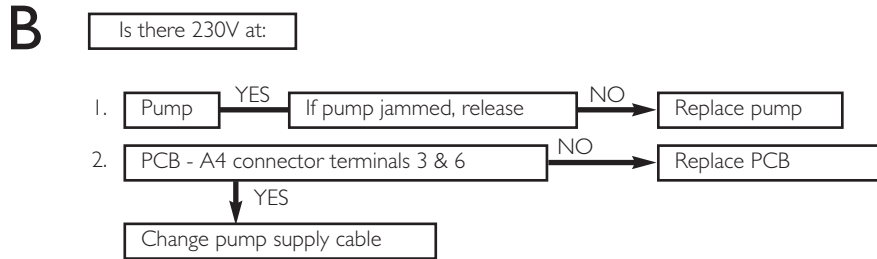 B
Is there 230V at:
1. Pump YES If pump jammed, release NO Replace pump
2. PCB - A4 connector terminals 3 & 6 NO Replace PCB
YES
Change pump supply cable